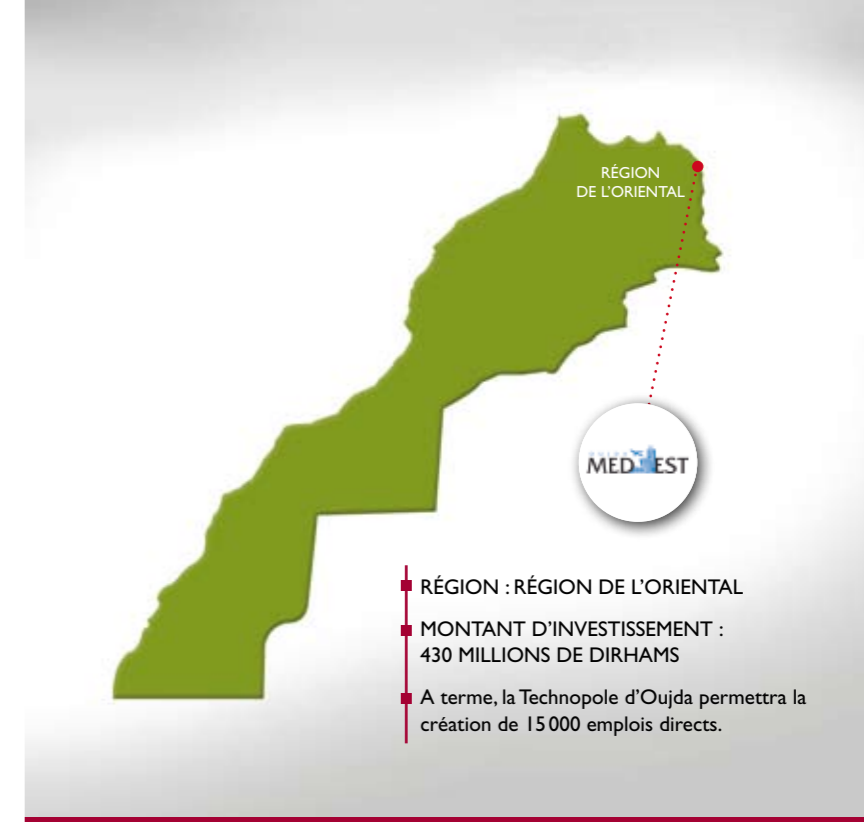 RÉGION
DE L'ORIENTAL
MED EST
RÉGION : RÉGION DE L'ORIENTAL
MONTANT D'INVESTISSEMENT :
430 MILLIONS DE DIRHAMS
A terme, la Technopole d'Oujda permettra la
création de 15 000 emplois directs.